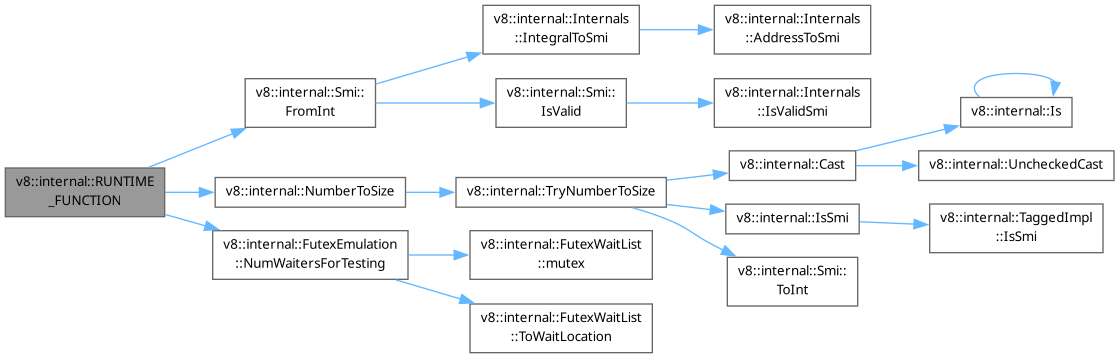 v8::internal::RUNTIME
_FUNCTION
v8::internal::Smi::
FromInt
v8::internal::Internals
::IntegralToSmi
v8::internal::Internals
::AddressToSmi
v8::internal::Smi::
IsValid
v8::internal::Internals
::IsValidSmi
v8::internal::NumberToSize
v8::internal::TryNumberToSize
v8::internal::Cast
v8::internal::Is
v8::internal::UncheckedCast
v8::internal::IsSmi
v8::internal::TaggedImpl
::IsSmi
v8::internal::Smi::
ToInt
v8::internal::FutexEmulation
::NumWaitersForTesting
v8::internal::FutexWaitList
::mutex
v8::internal::FutexWaitList
::ToWaitLocation